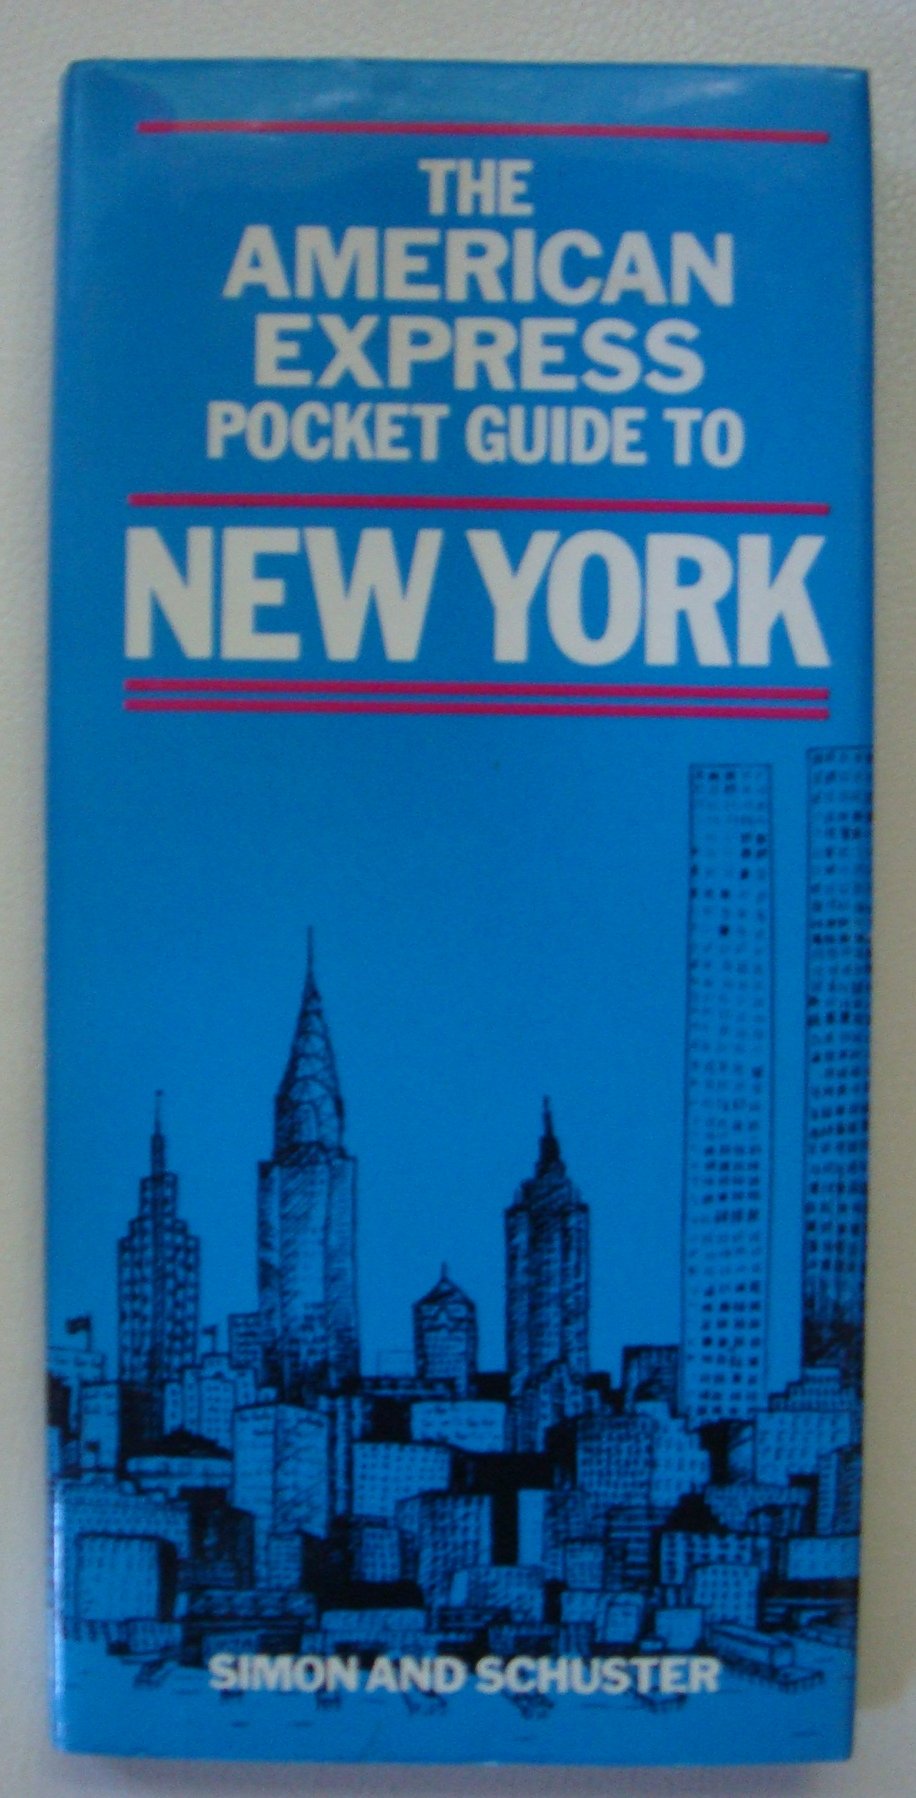 THE
AMERICAN
EXPRESS
POCKET GUIDE TO
NEW YORK
SIMON AND SCHUSTER